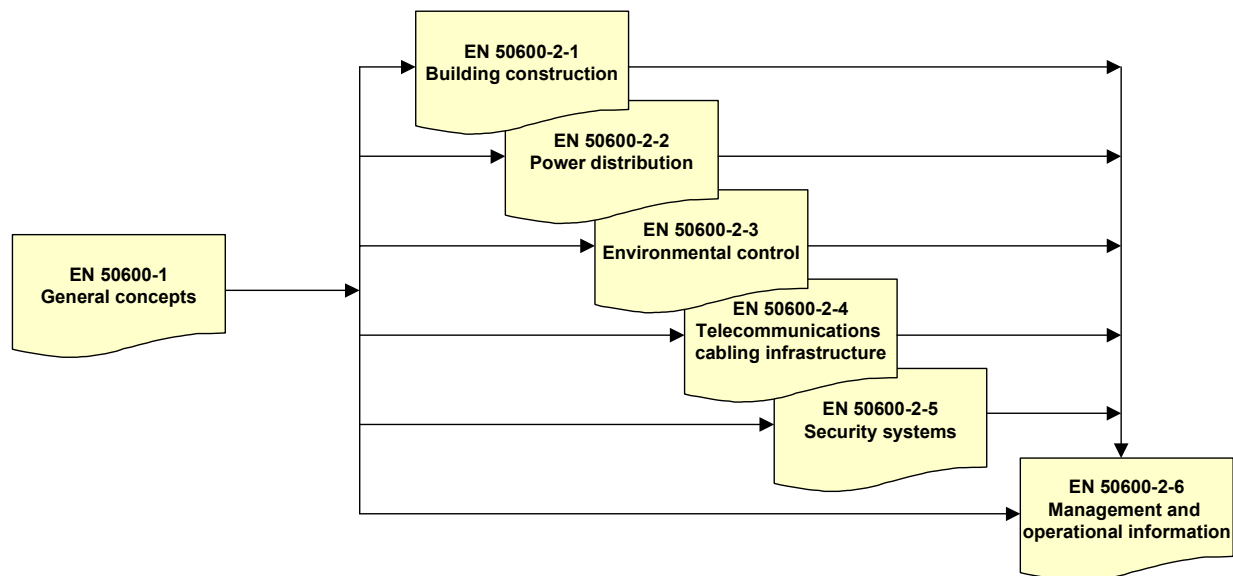 EN 50600-2-1
Building construction
EN 50600-2-2
Power distribution
EN 50600-2-3
Environmental control
EN 50600-1
General concepts
EN 50600-2-4
Telecommunications
cabling infrastructure
EN 50600-2-5
Security systems
EN 50600-2-6
Management and
operational information